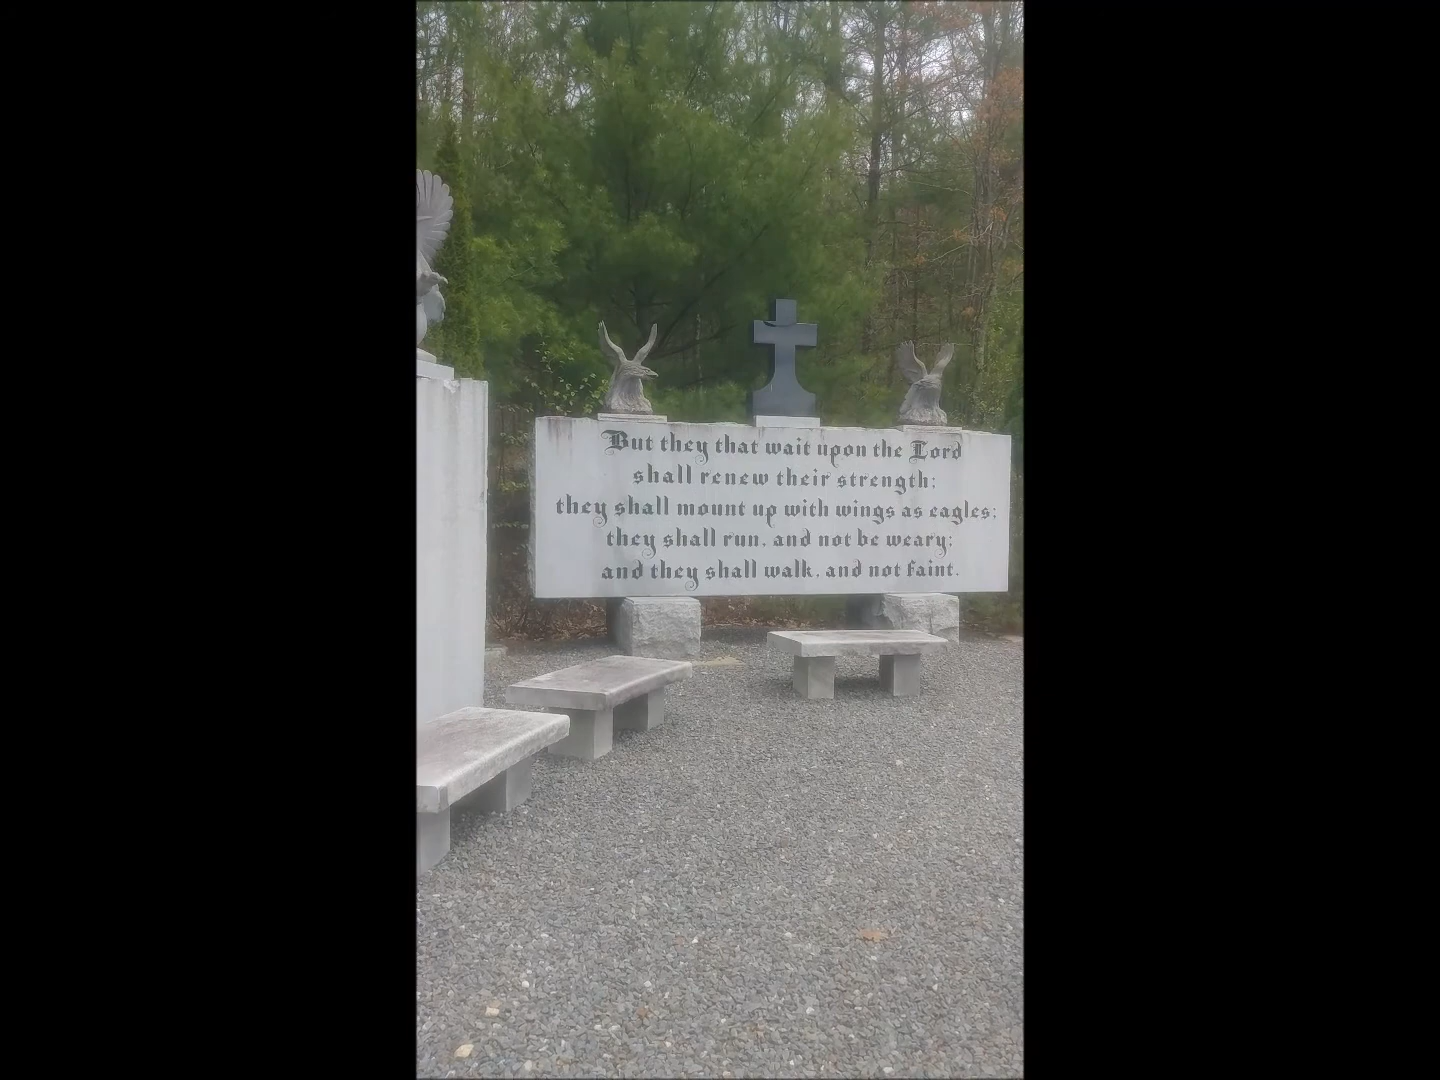 But they that wait upon the Lord
shall renew their strength;
they shall mount up with wings as eagles;
they shall run, and not be weary;
and they shall walk, and not faint.